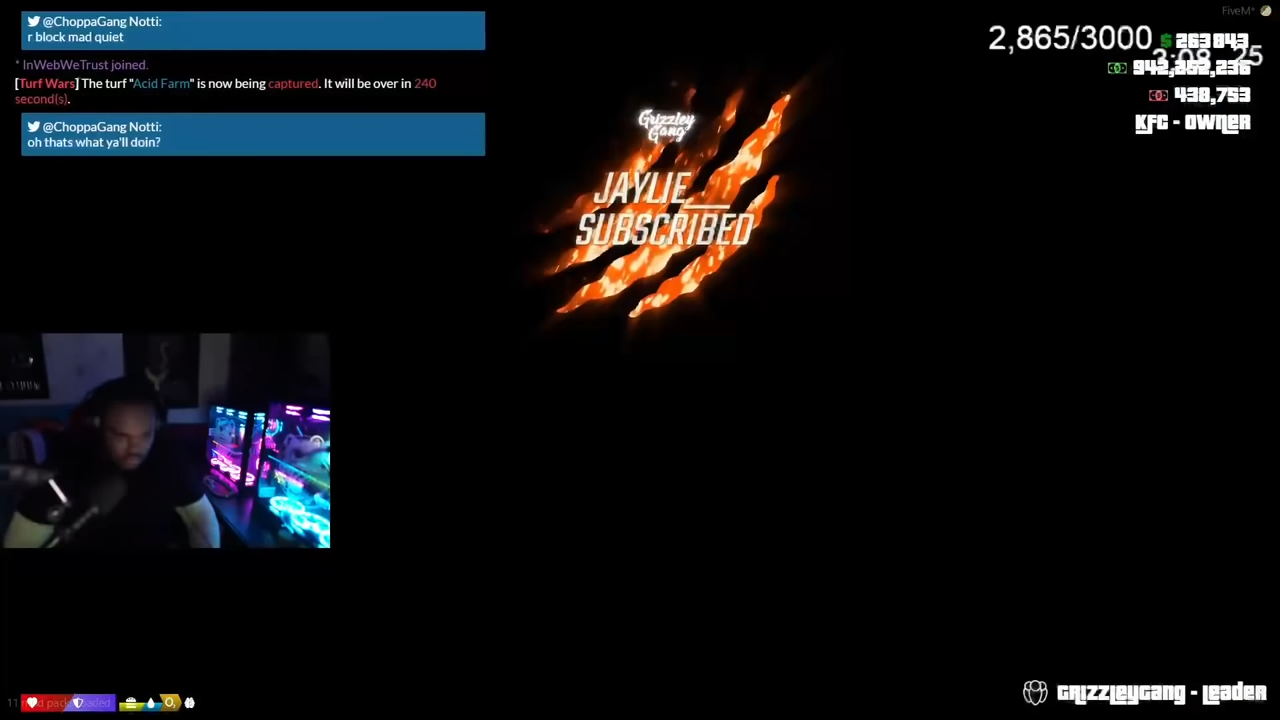 @ChoppaGang Notti:
r block mad quiet
* InWebWeTrust joined.
[Turf Wars] The turf "Acid Farm" is now being captured. It will be over in 240
second(s).
@ChoppaGang Notti:
oh thats what ya'll doin?
Grizzley
Gang
JAYLIE__
SUBSCRIBED
FiveM*
2,865/3000
$ 263843
438,753
KFC - OWNER
GRIZZLEYGANG - LEADER